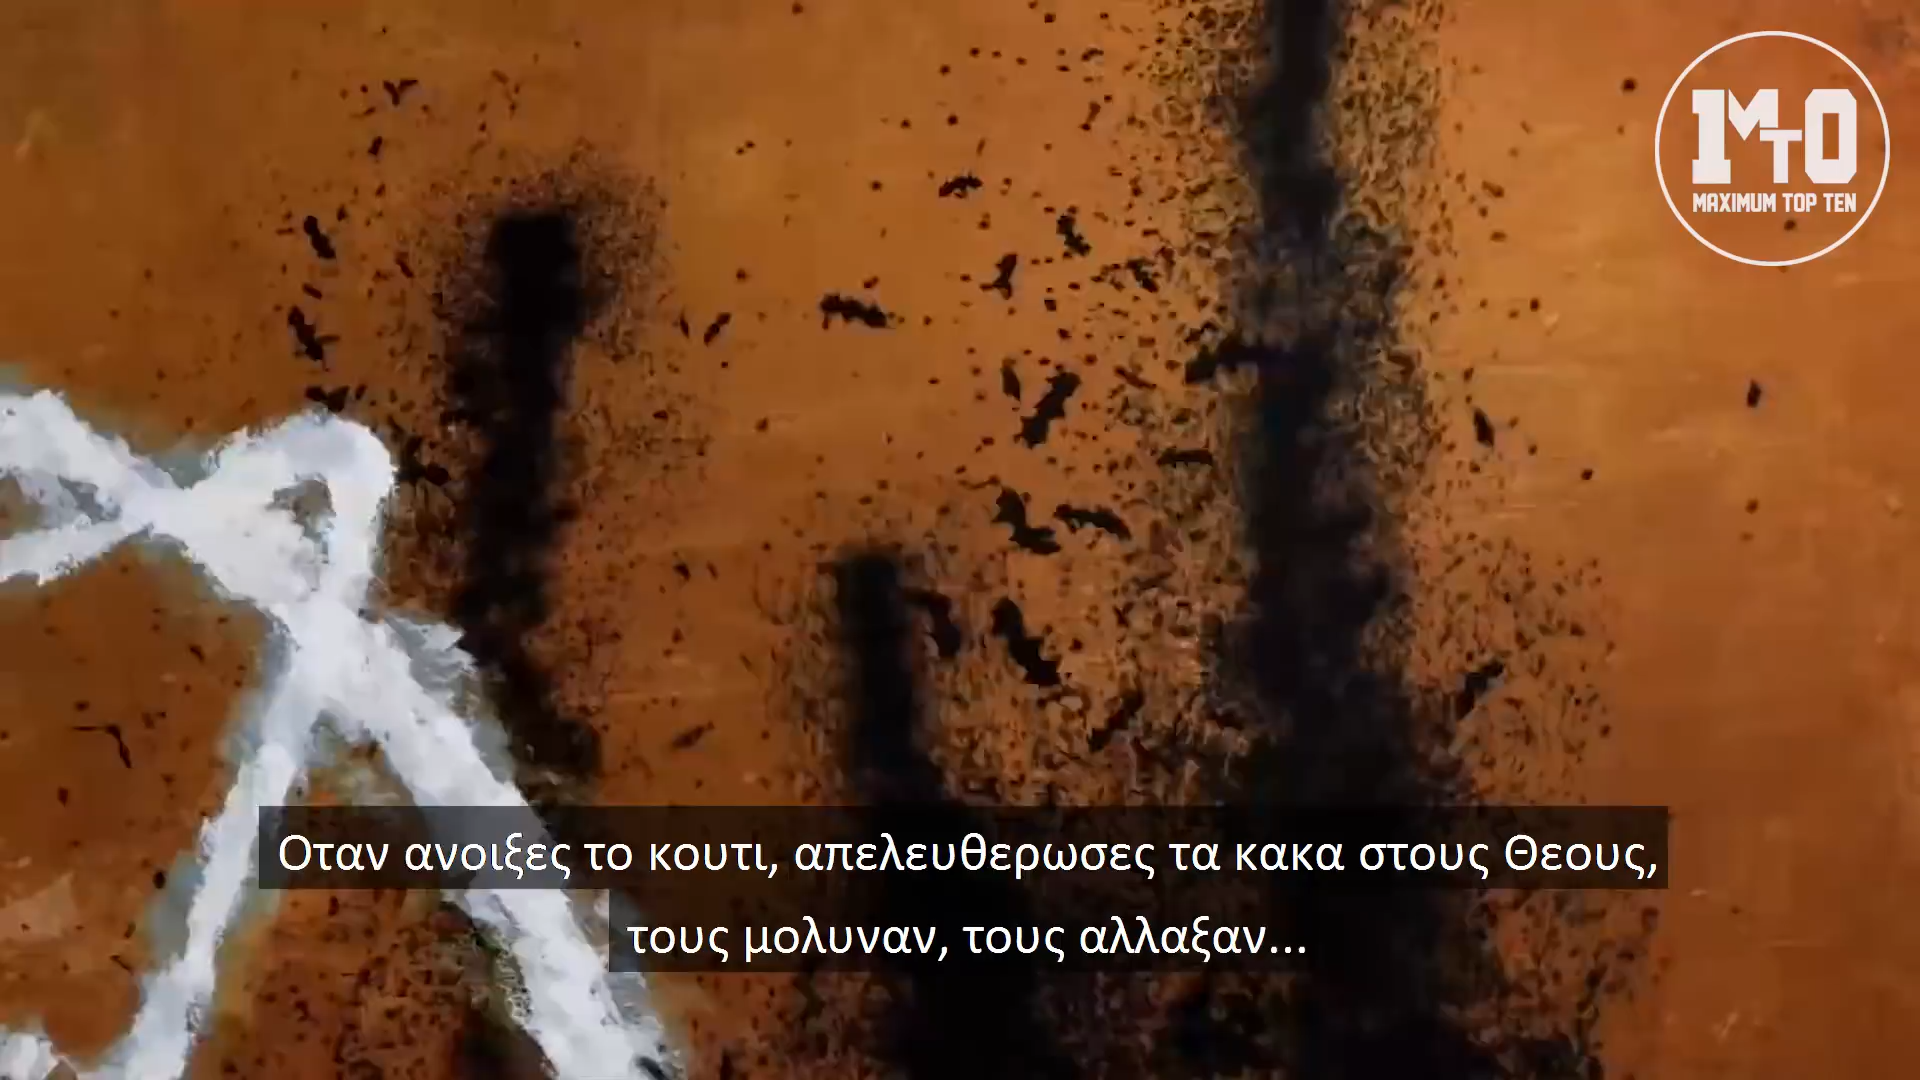 1MTO
MAXIMUM TOP TEN
Οταν ανοιξες το κουτι, απελευθερωσες τα κακα στους Θεους,
τους μολυναν, τους αλλαξαν...